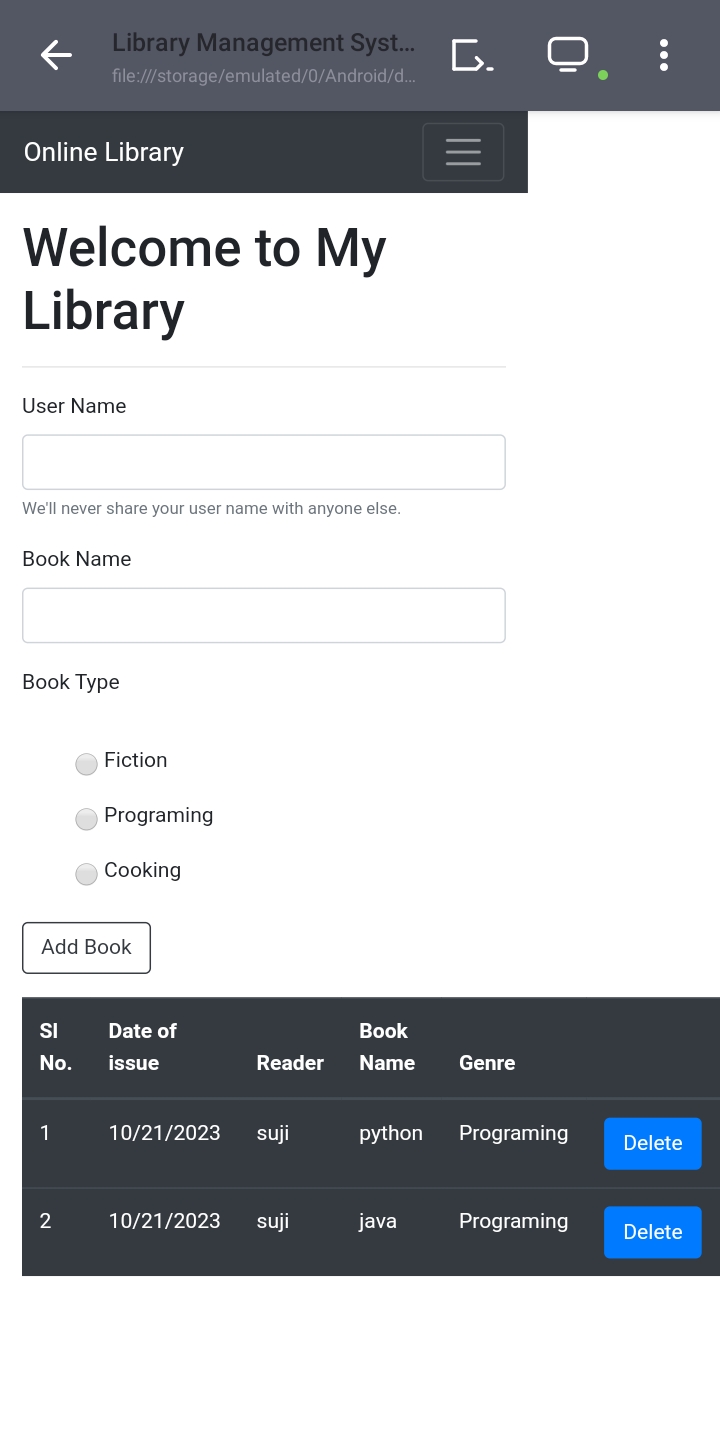 Library Management Syst...
file:///storage/emulated/0/Android/d...
Online Library
Welcome to My
Library
User Name
We'll never share your user name with anyone else.
Book Name
Book Type
Fiction
Programing
Cooking
Add Book
Sl No. Date of issue Reader Book Name Genre
1 10/21/2023 suji python Programing Delete
2 10/21/2023 suji java Programing Delete